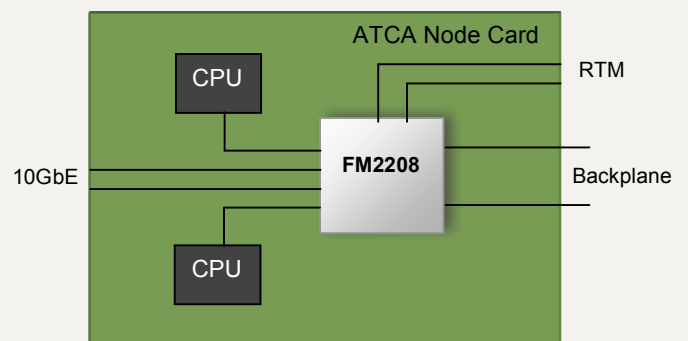 ATCA Node Card
CPU
RTM
FM2208
10GbE
Backplane
CPU